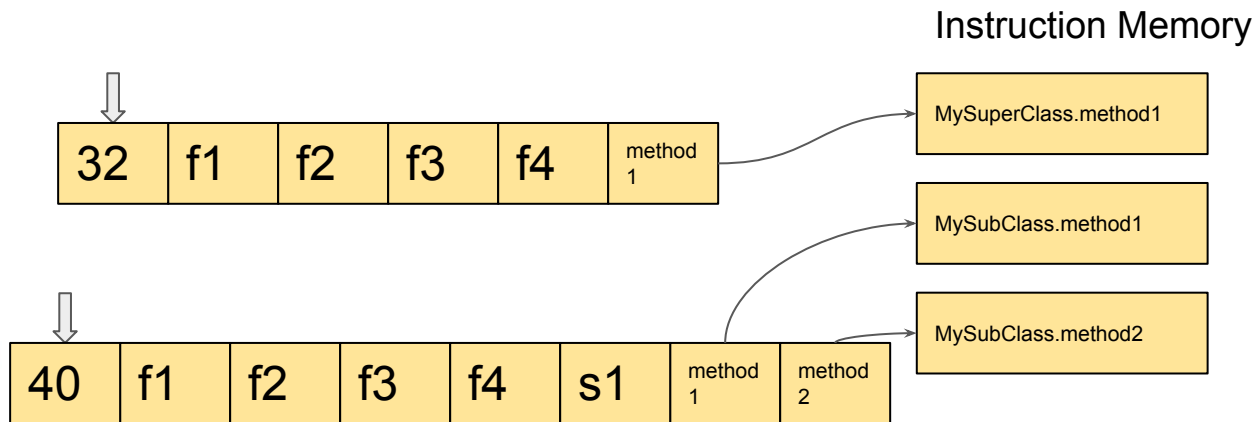 Instruction Memory
32
f1
f2
f3
f4
method
1
MySuperClass.method1
MySubClass.method1
MySubClass.method2
40
f1
f2
f3
f4
s1
method
1
method
2